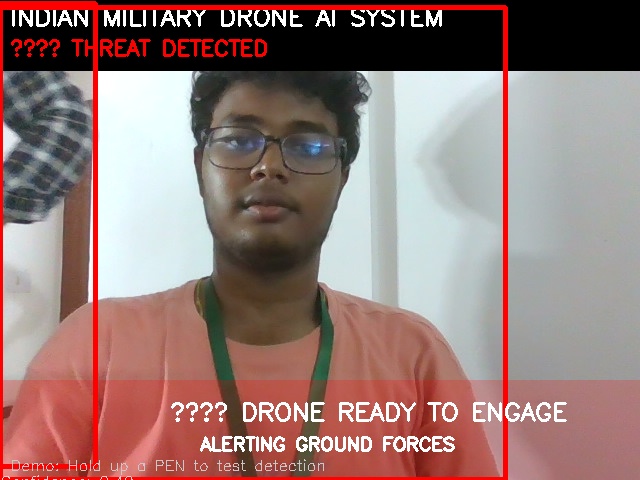 INDIAN MILITARY DRONE AI SYSTEM
???? THREAT DETECTED
???? DRONE READY TO ENGAGE
ALERTING GROUND FORCES
Demo: Hold up a PEN to test detection